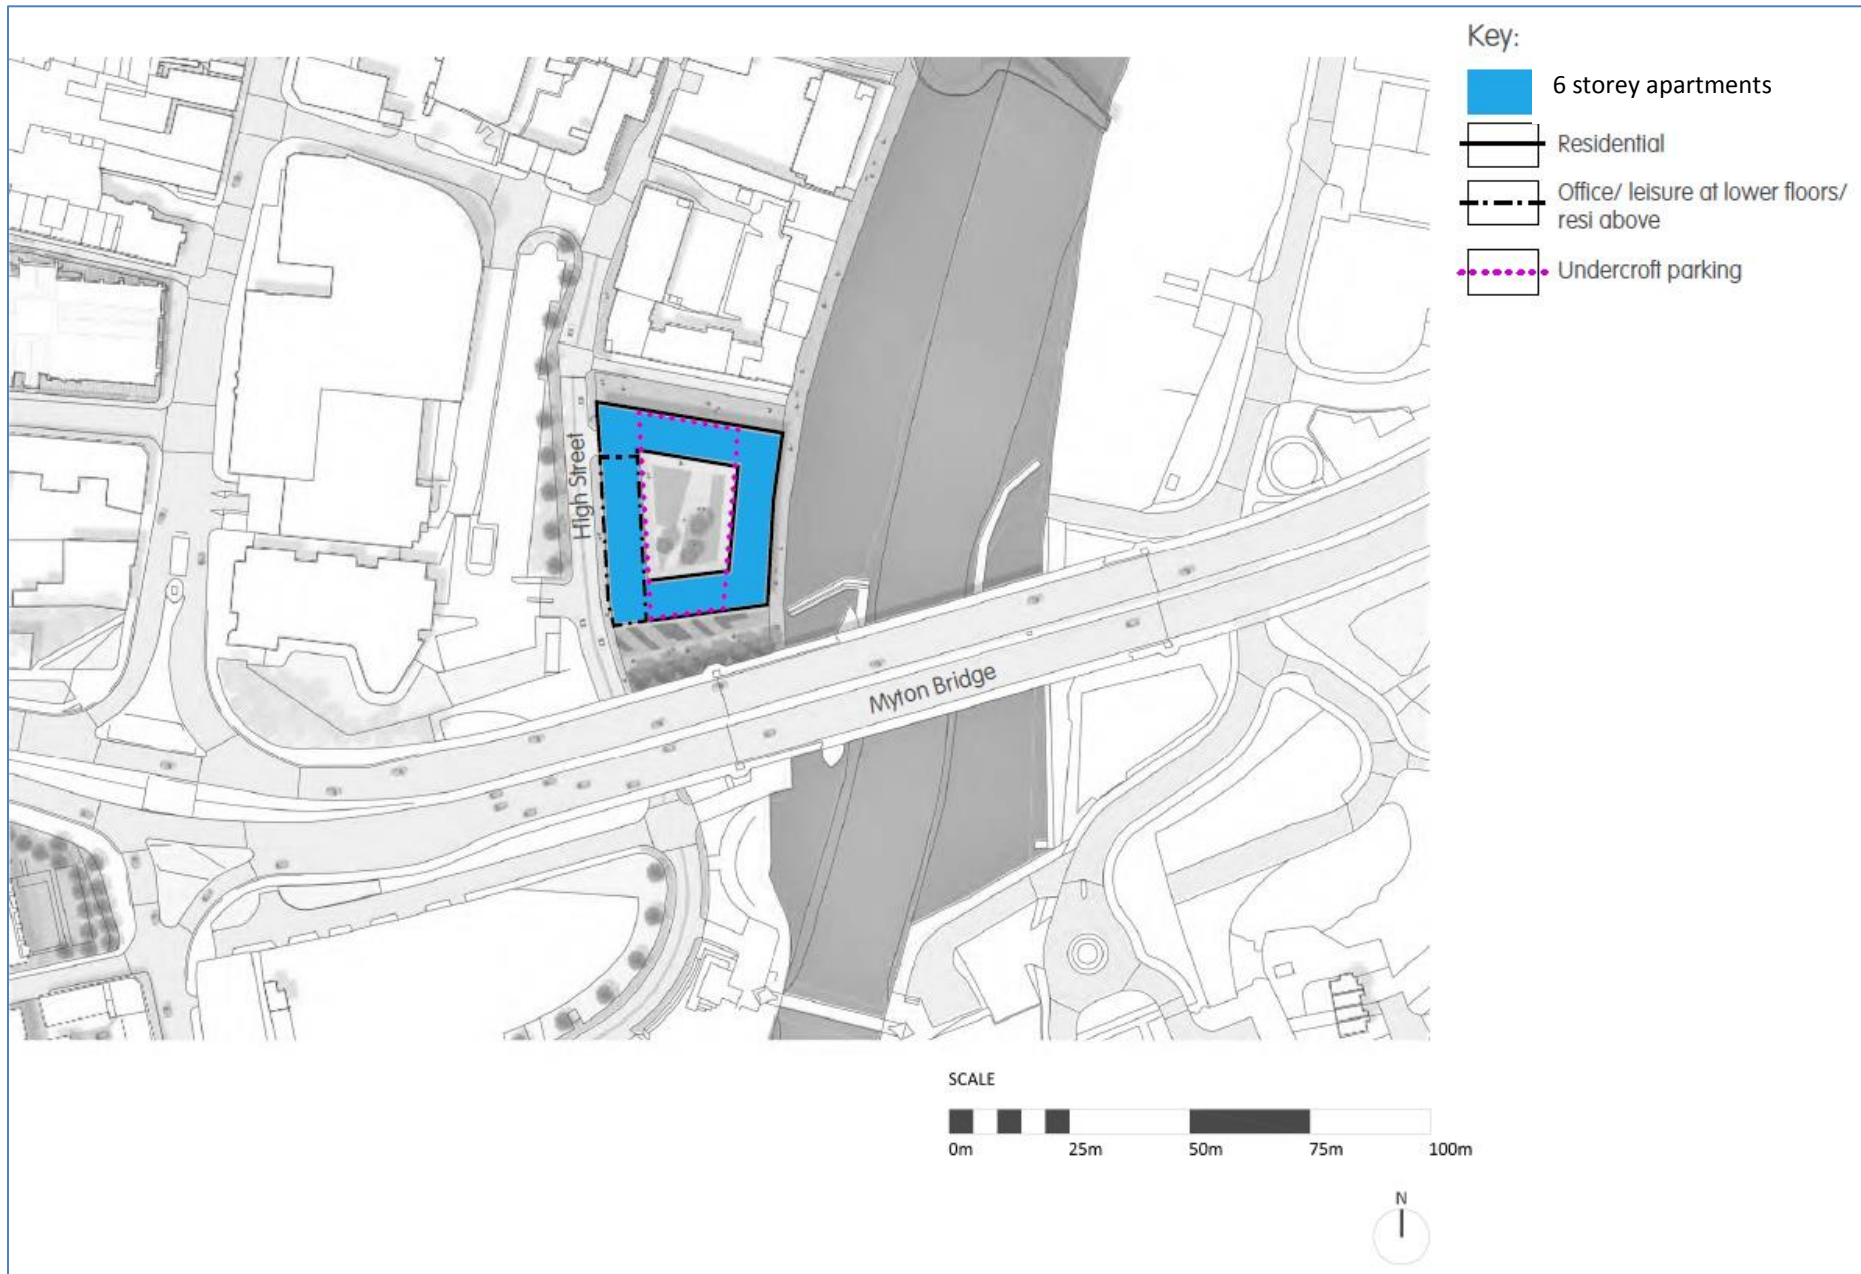 Key:
6 storey apartments
Residential
Office/ leisure at lower floors/
resi above
Undercroft parking
High Street
Myton Bridge
SCALE
0m 25m 50m 75m 100m
N